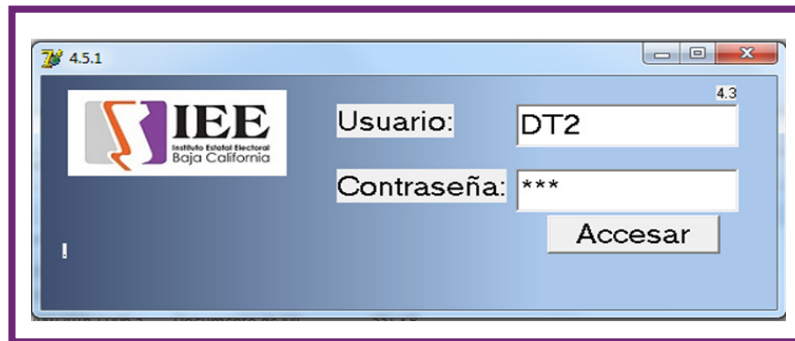 4.5.1
4.3
IEE
Instituto Estatal Electoral
Baja California
Usuario:
DT2
Contraseña:
***
Accesar
.